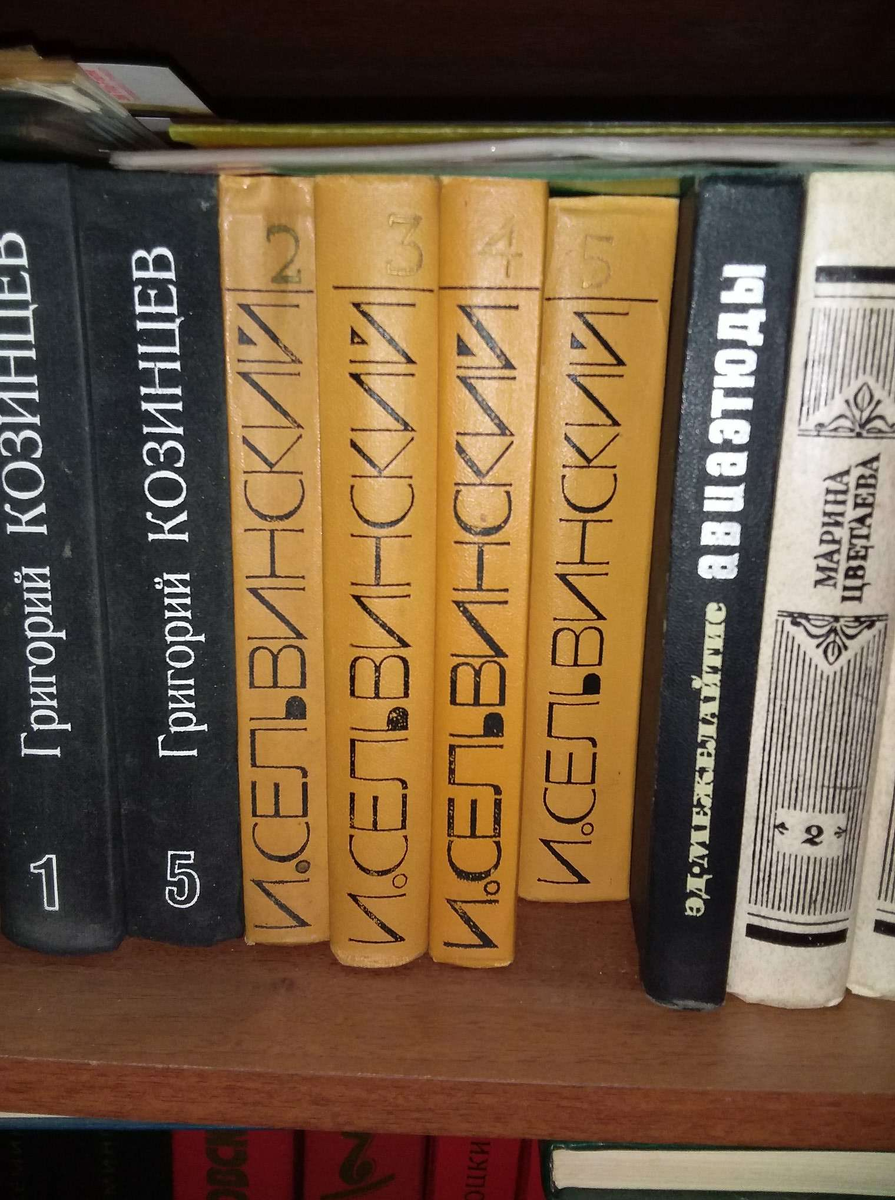 Григорий КОЗИНЦЕВ
1
Григорий КОЗИНЦЕВ
5
2
И.СЕЛЬВИНСКИЙ
3
И.СЕЛЬВИНСКИЙ
4
И.СЕЛЬВИНСКИЙ
5
И.СЕЛЬВИНСКИЙ
ЭД. МЕЖЕЛАЙТИС авиаэтюды
МАРИНА
ЦВЕТАЕВА
2